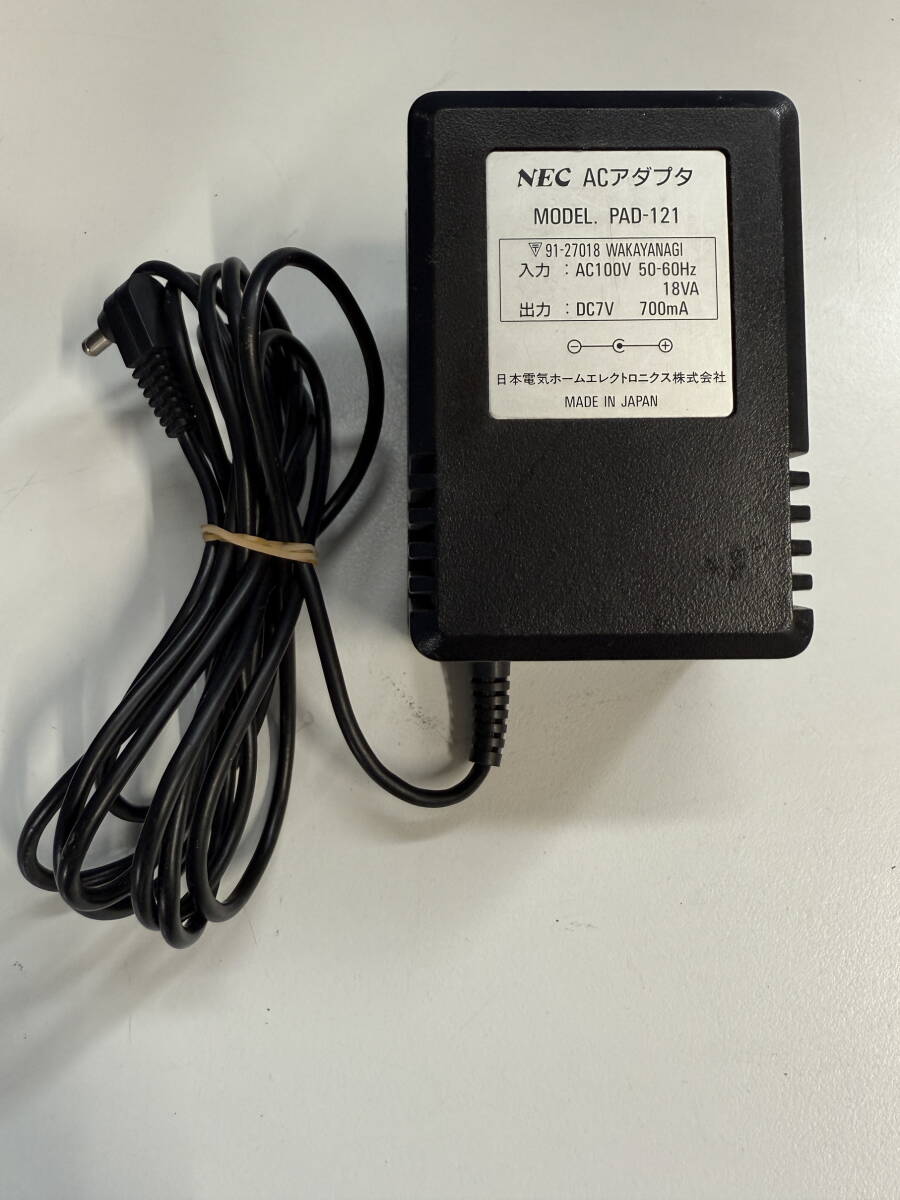 NEC ACアダプタ
MODEL. PAD-121
91-27018 WAKAYANAGI
入力 : AC100V 50-60Hz
18VA
出力 : DC7V 700mA
日本電気ホームエレクトロニクス株式会社
MADE IN JAPAN